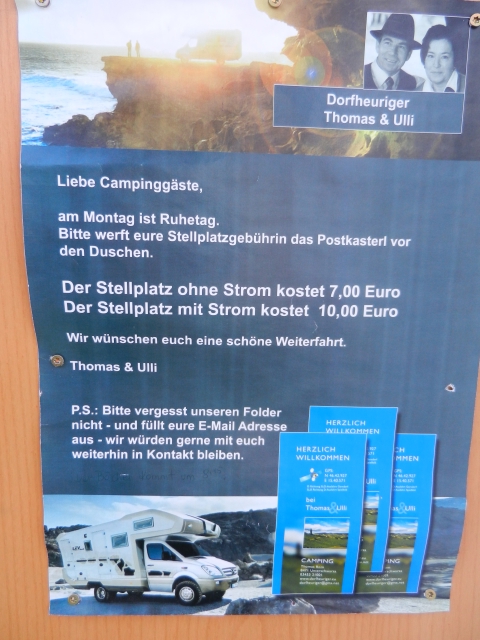 Dorfheuriger
Thomas & Ulli
Liebe Campinggäste,
am Montag ist Ruhetag.
Bitte werft eure Stellplatzgebührin das Postkasterl vor
den Duschen.
Der Stellplatz ohne Strom kostet 7,00 Euro
Der Stellplatz mit Strom kostet 10,00 Euro
Wir wünschen euch eine schöne Weiterfahrt.
Thomas & Ulli
P.S.: Bitte vergesst unseren Folder
nicht - und füllt eure E-Mail Adresse
aus - wir würden gerne mit euch
weiterhin in Kontakt bleiben.
HERZLICH
WILLKOMMEN
HERZLICH
WILLKOMMEN
bei
Thomas&Ulli
&Ulli
&Ulli
CAMPING
CAMPING